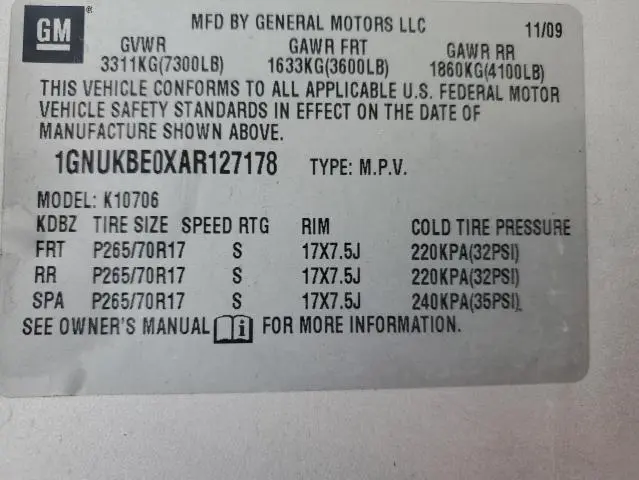 GM
MFD BY GENERAL MOTORS LLC 11/09
GVWR GAWR FRT GAWR RR
3311KG(7300LB) 1633KG(3600LB) 1860KG(4100LB)
THIS VEHICLE CONFORMS TO ALL APPLICABLE U.S. FEDERAL MOTOR
VEHICLE SAFETY STANDARDS IN EFFECT ON THE DATE OF
MANUFACTURE SHOWN ABOVE.
1GNUKBE0XAR127178 TYPE: M.P.V.
MODEL: K10706
KDBZ TIRE SIZE SPEED RTG RIM COLD TIRE PRESSURE
FRT P265/70R17 S 17X7.5J 220KPA(32PSI)
RR P265/70R17 S 17X7.5J 220KPA(32PSI)
SPA P265/70R17 S 17X7.5J 240KPA(35PSI)
SEE OWNER'S MANUAL i FOR MORE INFORMATION.